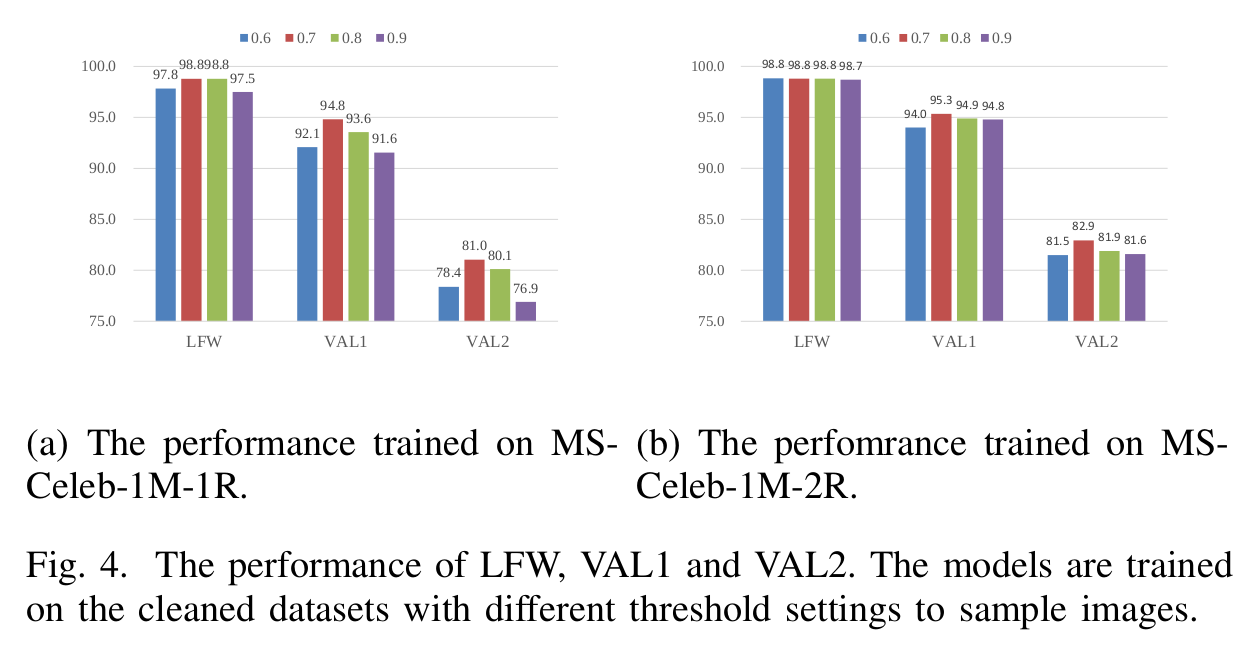 0.6 0.7 0.8 0.9
100.0
95.0
90.0
85.0
80.0
75.0
97.8 98.8 98.8 97.5
92.1 94.8 93.6 91.6
78.4 81.0 80.1 76.9
LFW VAL1 VAL2
0.6 0.7 0.8 0.9
100.0
95.0
90.0
85.0
80.0
75.0
98.8 98.8 98.8 98.7
94.0 95.3 94.9 94.8
81.5 82.9 81.9 81.6
LFW VAL1 VAL2
(a) The performance trained on MS-
Celeb-1M-1R.
(b) The perfomrance trained on MS-
Celeb-1M-2R.
Fig. 4. The performance of LFW, VAL1 and VAL2. The models are trained
on the cleaned datasets with different threshold settings to sample images.